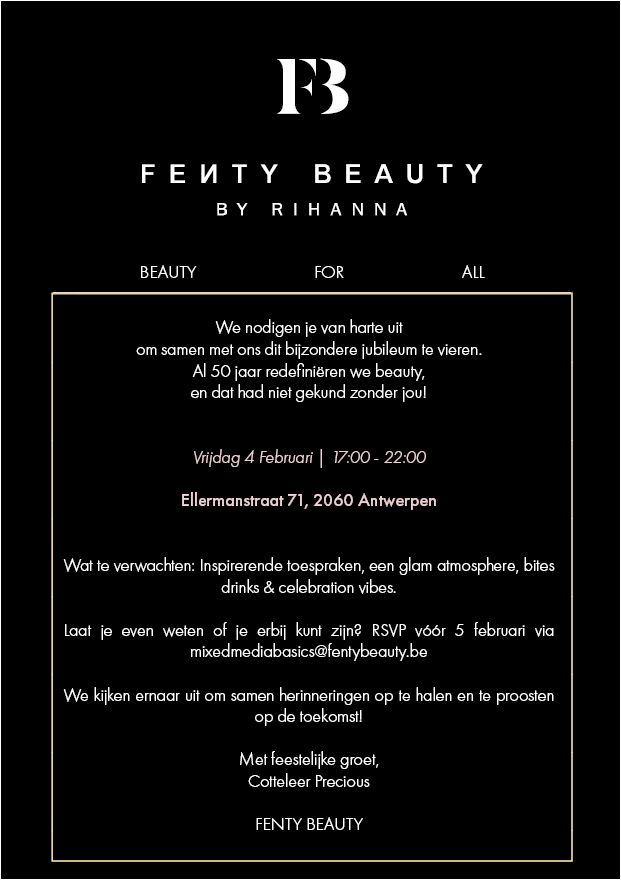 FB
FEИTY BEAUTY
BY RIHANNA
BEAUTY FOR ALL
We nodigen je van harte uit
om samen met ons dit bijzondere jubileum te vieren.
Al 50 jaar redefiniëren we beauty,
en dat had niet gekund zonder jou!
Vrijdag 4 Februari | 17:00 - 22:00
Ellermanstraat 71, 2060 Antwerpen
Wat te verwachten: Inspirerende toespraken, een glam atmosphere, bites
drinks & celebration vibes.
Laat je even weten of je erbij kunt zijn? RSVP vóór 5 februari via
mixedmediabasics@fentybeauty.be
We kijken ernaar uit om samen herinneringen op te halen en te proosten
op de toekomst!
Met feestelijke groet,
Cotteleer Precious
FENTY BEAUTY